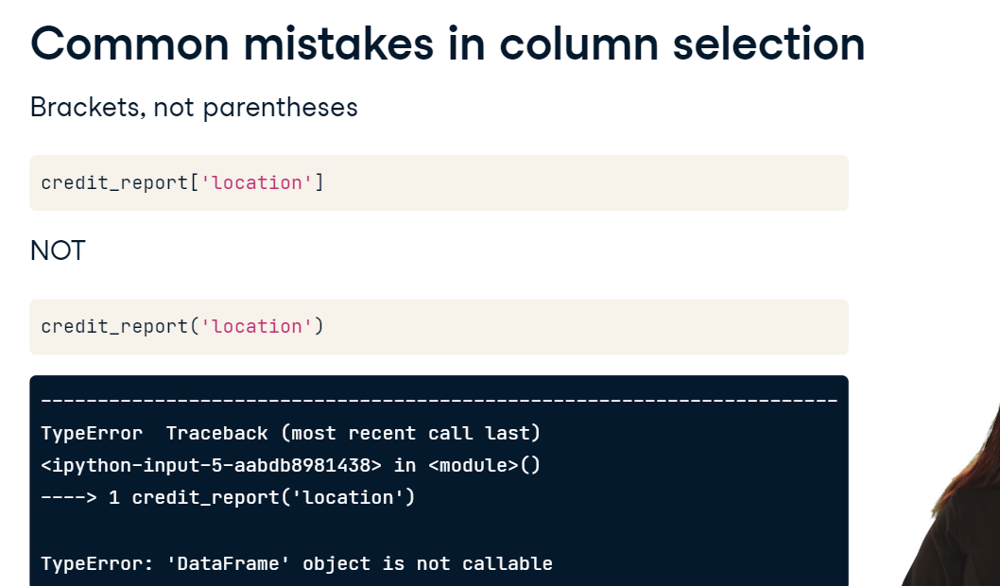 Common mistakes in column selection
Brackets, not parentheses
credit_report['location']
NOT
credit_report('location')
----------------------------------------------------------------------
TypeError  Traceback (most recent call last)
<ipython-input-5-aabdb8981438> in <module>()
----> 1 credit_report('location')
TypeError: 'DataFrame' object is not callable